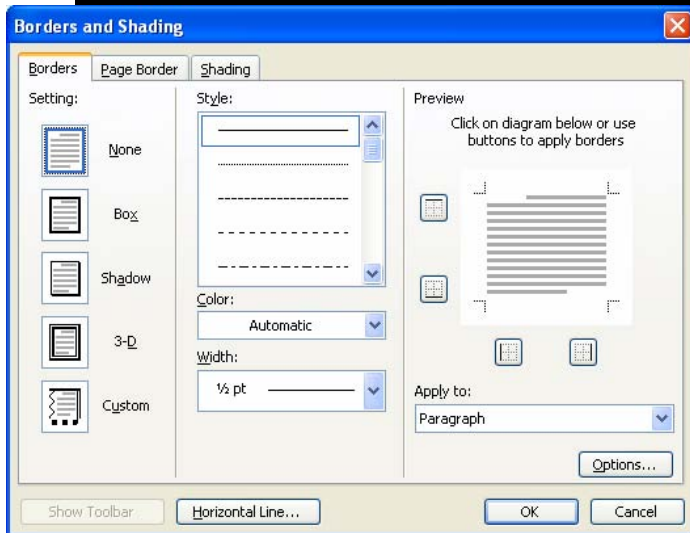 Borders and Shading
Borders
Page Border
Shading
Setting:
None
Box
Shadow
3-D
Custom
Style:
Color:
Automatic
Width:
½ pt
Preview
Click on diagram below or use
buttons to apply borders
Apply to:
Paragraph
Options...
Show Toolbar
Horizontal Line...
OK
Cancel